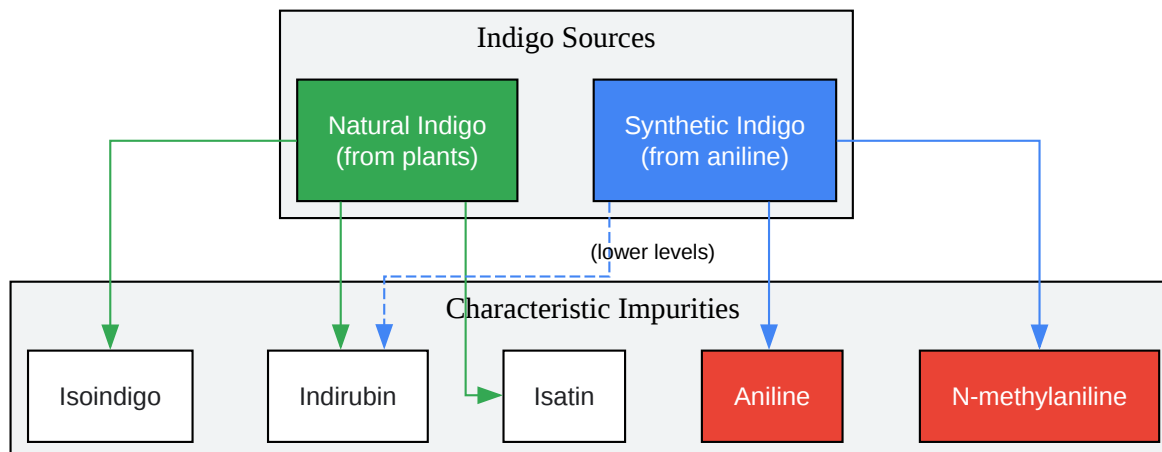 Indigo Sources
Natural Indigo
(from plants)
Synthetic Indigo
(from aniline)
(lower levels)
Characteristic Impurities
Isoindigo
Indirubin
Isatin
Aniline
N-methylaniline